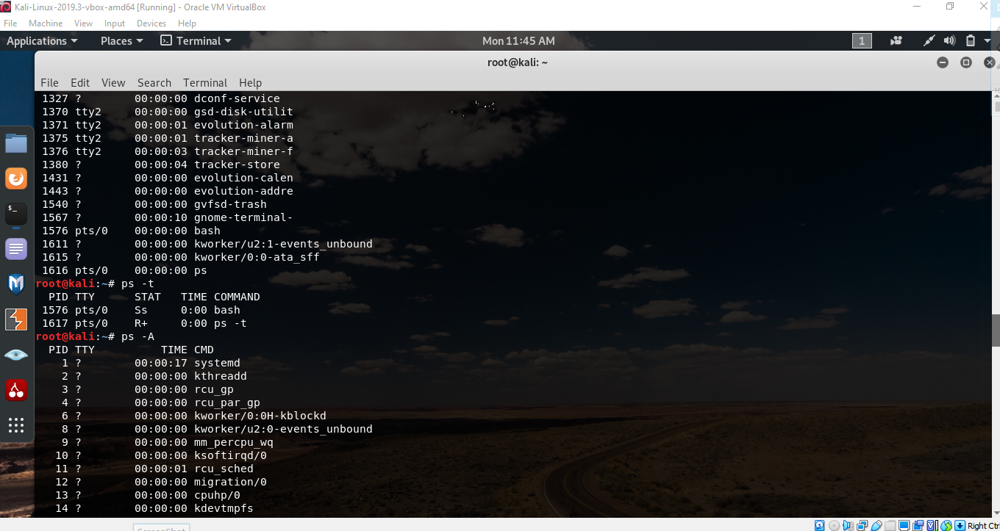 Kali-Linux-2019.3-vbox-amd64 [Running] - Oracle VM VirtualBox
File Machine View Input Devices Help
Applications Places Terminal Mon 11:45 AM 1
root@kali: ~
File Edit View Search Terminal Help
1327 ? 00:00:00 dconf-service
1370 tty2 00:00:00 gsd-disk-utilit
1371 tty2 00:00:01 evolution-alarm
1375 tty2 00:00:01 tracker-miner-a
1376 tty2 00:00:03 tracker-miner-f
1380 ? 00:00:04 tracker-store
1431 ? 00:00:00 evolution-calen
1443 ? 00:00:00 evolution-addre
1540 ? 00:00:00 gvfsd-trash
1567 ? 00:00:10 gnome-terminal-
1576 pts/0 00:00:00 bash
1611 ? 00:00:00 kworker/u2:1-events_unbound
1615 ? 00:00:00 kworker/0:0-ata_sff
1616 pts/0 00:00:00 ps
root@kali:~# ps -t
PID TTY STAT TIME COMMAND
1576 pts/0 Ss 0:00 bash
1617 pts/0 R+ 0:00 ps -t
root@kali:~# ps -A
PID TTY TIME CMD
1 ? 00:00:17 systemd
2 ? 00:00:00 kthreadd
3 ? 00:00:00 rcu_gp
4 ? 00:00:00 rcu_par_gp
6 ? 00:00:00 kworker/0:0H-kblockd
8 ? 00:00:00 kworker/u2:0-events_unbound
9 ? 00:00:00 mm_percpu_wq
10 ? 00:00:00 ksoftirqd/0
11 ? 00:00:01 rcu_sched
12 ? 00:00:00 migration/0
13 ? 00:00:00 cpuhp/0
14 ? 00:00:00 kdevtmpfs
Right Ctr